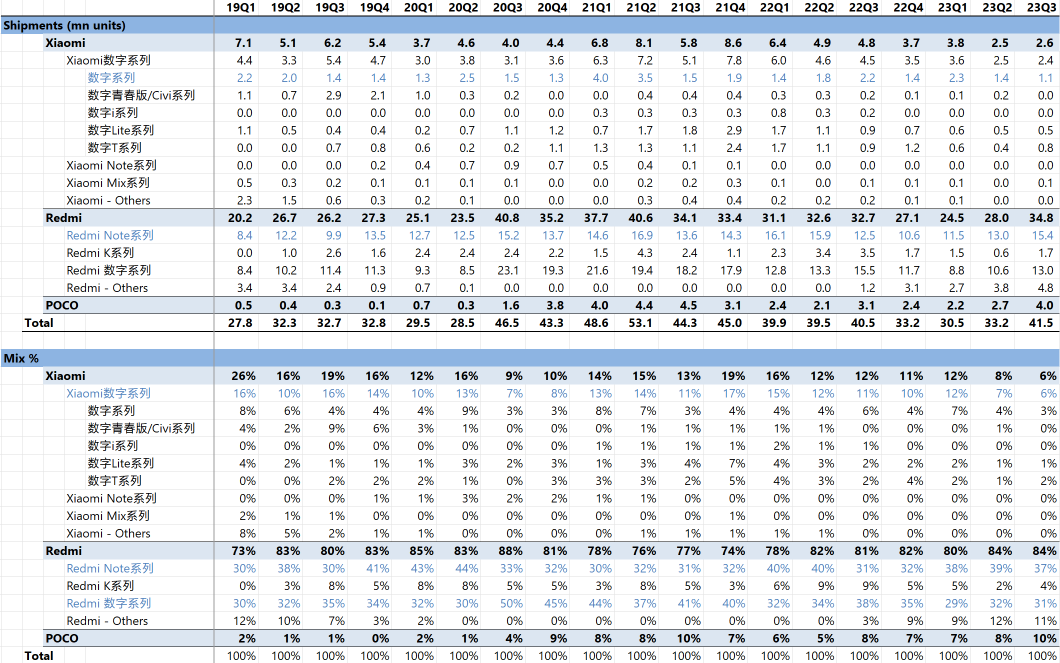 19Q1 19Q2 19Q3 19Q4 20Q1 20Q2 20Q3 20Q4 21Q1 21Q2 21Q3 21Q4 22Q1 22Q2 22Q3 22Q4 23Q1 23Q2 23Q3
Shipments (mn units)
Xiaomi 7.1 5.1 6.2 5.4 3.7 4.6 4.0 4.4 6.8 8.1 5.8 8.6 6.4 4.9 4.8 3.7 3.8 2.5 2.6
Xiaomi数字系列 4.4 3.3 5.4 4.7 3.0 3.8 3.1 3.6 6.3 7.2 5.1 7.8 6.0 4.6 4.5 3.5 3.6 2.5 2.4
数字系列 2.2 2.0 1.4 1.4 1.3 2.5 1.5 1.3 4.0 3.5 1.5 1.9 1.4 1.8 2.2 1.4 2.3 1.4 1.1
数字青春版/Civi系列 1.1 0.7 2.9 2.1 1.0 0.3 0.2 0.0 0.0 0.4 0.4 0.4 0.3 0.3 0.2 0.1 0.1 0.2 0.0
数字i系列 0.0 0.0 0.0 0.0 0.0 0.0 0.0 0.0 0.3 0.3 0.3 0.3 0.8 0.3 0.2 0.0 0.0 0.0 0.0
数字Lite系列 1.1 0.5 0.4 0.4 0.2 0.7 1.1 1.2 0.7 1.7 1.8 2.9 1.7 1.1 0.9 0.7 0.6 0.5 0.5
数字T系列 0.0 0.0 0.7 0.8 0.6 0.2 0.2 1.1 1.3 1.3 1.1 2.4 1.7 1.1 0.9 1.2 0.6 0.4 0.8
Xiaomi Note系列 0.0 0.0 0.0 0.2 0.4 0.7 0.9 0.7 0.5 0.4 0.1 0.1 0.0 0.0 0.0 0.0 0.0 0.0 0.0
Xiaomi Mix系列 0.5 0.3 0.2 0.1 0.1 0.1 0.1 0.0 0.0 0.2 0.2 0.3 0.1 0.0 0.1 0.1 0.1 0.0 0.1
Xiaomi - Others 2.3 1.5 0.6 0.3 0.2 0.1 0.0 0.0 0.0 0.3 0.4 0.4 0.2 0.2 0.2 0.1 0.1 0.0 0.0
Redmi 20.2 26.7 26.2 27.3 25.1 23.5 40.8 35.2 37.7 40.6 34.1 33.4 31.1 32.6 32.7 27.1 24.5 28.0 34.8
Redmi Note系列 8.4 12.2 9.9 13.5 12.7 12.5 15.2 13.7 14.6 16.9 13.6 14.3 16.1 15.9 12.5 10.6 11.5 13.0 15.4
Redmi K系列 0.0 1.0 2.6 1.6 2.4 2.4 2.4 2.2 1.5 4.3 2.4 1.1 2.3 3.4 3.5 1.7 1.5 0.6 1.7
Redmi 数字系列 8.4 10.2 11.4 11.3 9.3 8.5 23.1 19.3 21.6 19.4 18.2 17.9 12.8 13.3 15.5 11.7 8.8 10.6 13.0
Redmi - Others 3.4 3.4 2.4 0.9 0.7 0.1 0.0 0.0 0.0 0.0 0.0 0.0 0.0 0.0 1.2 3.1 2.7 3.8 4.8
POCO 0.5 0.4 0.3 0.1 0.7 0.3 1.6 3.8 4.0 4.4 4.5 3.1 2.4 2.1 3.1 2.4 2.2 2.7 4.0
Total 27.8 32.3 32.7 32.8 29.5 28.5 46.5 43.3 48.6 53.1 44.3 45.0 39.9 39.5 40.5 33.2 30.5 33.2 41.5
Mix %
Xiaomi 26% 16% 19% 16% 12% 16% 9% 10% 14% 15% 13% 19% 16% 12% 12% 11% 12% 8% 6%
Xiaomi数字系列 16% 10% 16% 14% 10% 13% 7% 8% 13% 14% 11% 17% 15% 12% 11% 10% 12% 7% 6%
数字系列 8% 6% 4% 4% 4% 9% 3% 3% 8% 7% 3% 4% 4% 4% 6% 4% 7% 4% 3%
数字青春版/Civi系列 4% 2% 9% 6% 3% 1% 0% 0% 0% 1% 1% 1% 1% 1% 0% 0% 0% 1% 0%
数字i系列 0% 0% 0% 0% 0% 0% 0% 0% 1% 1% 1% 1% 2% 1% 1% 0% 0% 0% 0%
数字Lite系列 4% 2% 1% 1% 1% 3% 2% 3% 1% 3% 4% 7% 4% 3% 2% 2% 2% 1% 1%
数字T系列 0% 0% 2% 2% 2% 1% 0% 3% 3% 3% 2% 5% 4% 3% 2% 4% 2% 1% 2%
Xiaomi Note系列 0% 0% 0% 1% 1% 3% 2% 2% 1% 1% 0% 0% 0% 0% 0% 0% 0% 0% 0%
Xiaomi Mix系列 2% 1% 1% 0% 0% 0% 0% 0% 0% 0% 0% 1% 0% 0% 0% 0% 0% 0% 0%
Xiaomi - Others 8% 5% 2% 1% 1% 0% 0% 0% 0% 1% 1% 1% 1% 1% 0% 0% 0% 0% 0%
Redmi 73% 83% 80% 83% 85% 83% 88% 81% 78% 76% 77% 74% 78% 82% 81% 82% 80% 84% 84%
Redmi Note系列 30% 38% 30% 41% 43% 44% 33% 32% 30% 32% 31% 32% 40% 40% 31% 32% 38% 39% 37%
Redmi K系列 0% 3% 8% 5% 8% 8% 5% 5% 3% 8% 5% 3% 6% 9% 9% 5% 5% 2% 4%
Redmi 数字系列 30% 32% 35% 34% 32% 30% 50% 45% 44% 37% 41% 40% 32% 34% 38% 35% 29% 32% 31%
Redmi - Others 12% 10% 7% 3% 2% 0% 0% 0% 0% 0% 0% 0% 0% 0% 3% 9% 9% 12% 11%
POCO 2% 1% 1% 0% 2% 1% 4% 9% 8% 8% 10% 7% 6% 5% 8% 7% 7% 8% 10%
Total 100% 100% 100% 100% 100% 100% 100% 100% 100% 100% 100% 100% 100% 100% 100% 100% 100% 100% 100%